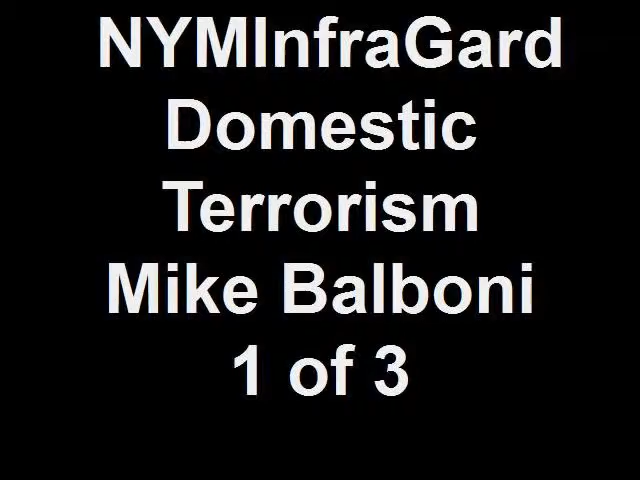 NYMInfraGard
Domestic
Terrorism
Mike Balboni
1 of 3